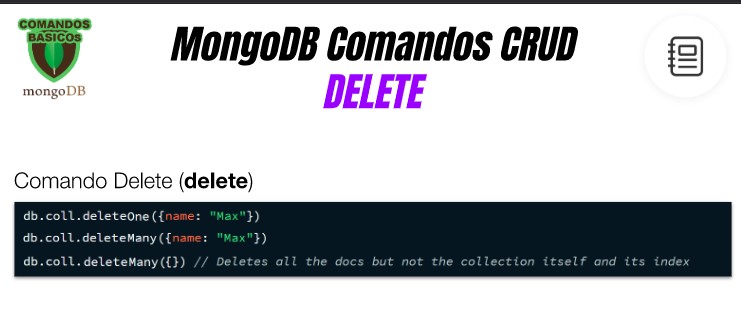 COMANDOS
BASICOS
mongoDB
MongoDB Comandos CRUD
DELETE
Comando Delete (delete)
db.coll.deleteOne({name: "Max"})
db.coll.deleteMany({name: "Max"})
db.coll.deleteMany({}) // Deletes all the docs but not the collection itself and its index